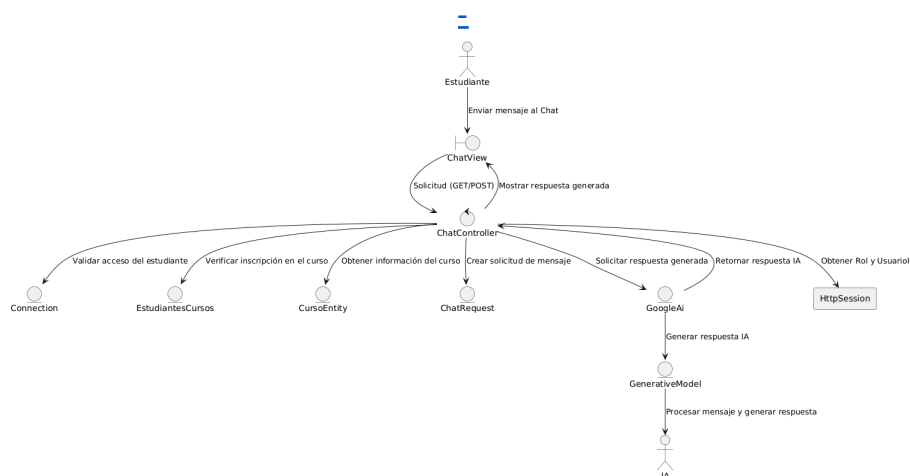 Estudiante
Enviar mensaje al Chat
ChatView
Solicitud (GET/POST) Mostrar respuesta generada
ChatController
Validar acceso del estudiante Verificar inscripción en el curso Obtener información del curso Crear solicitud de mensaje Solicitar respuesta generada Retornar respuesta IA Obtener Rol y UsuarioI
Connection EstudiantesCursos CursoEntity ChatRequest GoogleAi HttpSession
Generar respuesta IA
GenerativeModel
Procesar mensaje y generar respuesta
IA